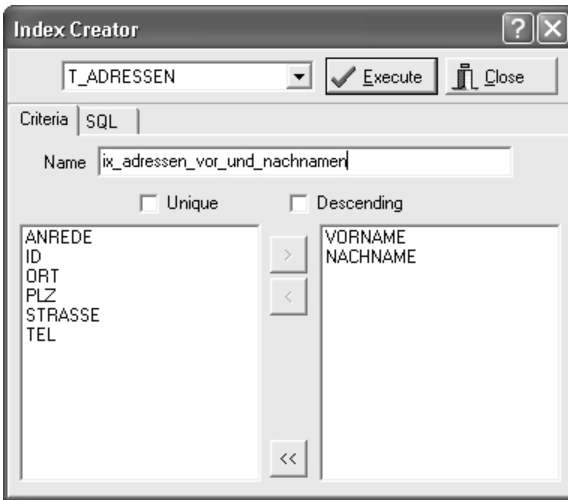 Index Creator
T_ADRESSEN
Execute
Close
Criteria
SQL
Name ix_adressen_vor_und_nachnamen
Unique
Descending
ANREDE
ID
ORT
PLZ
STRASSE
TEL
>
<
<<
VORNAME
NACHNAME